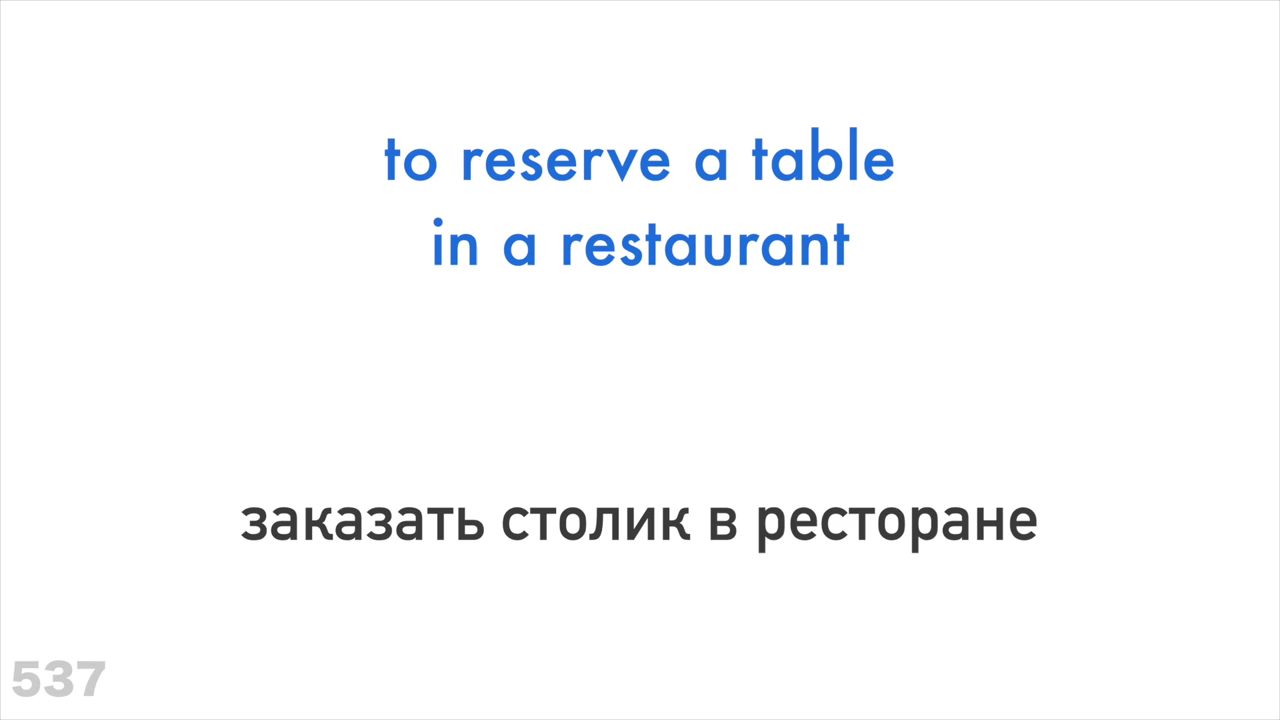 to reserve a table
in a restaurant
заказать столик в ресторане
537